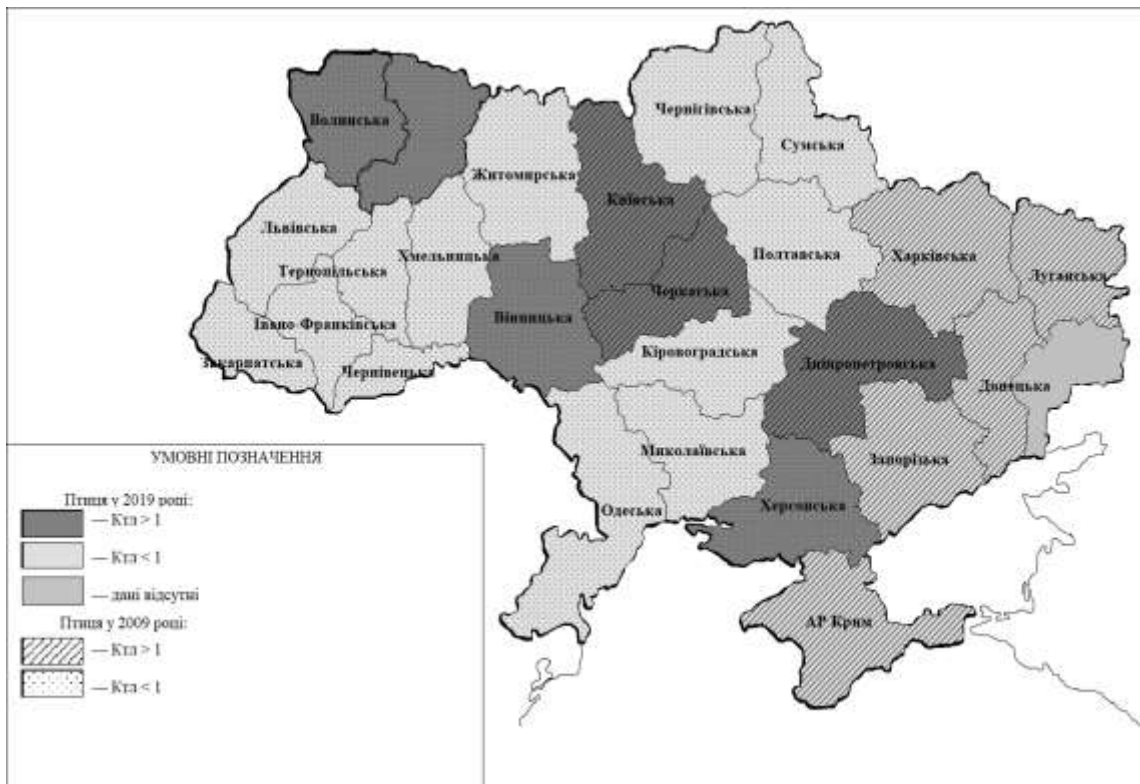 Волинська
Житомирська
Чернігівська
Сумська
Київська
Львівська
Тернопільська
Хмельницька
Полтавська
Харківська
Луганська
Черкаська
Вінницька
Івано-Франківська
Закарпатська
Чернівецька
Кіровоградська
Дніпропетровська
Донецька
Миколаївська
Запорізька
Одеська
Херсонська
АР Крим
УМОВНІ ПОЗНАЧЕННЯ
Птиця у 2019 році:
— Ктл > 1
— Ктл < 1
— дані відсутні
Птиця у 2009 році:
— Ктл > 1
— Ктл < 1